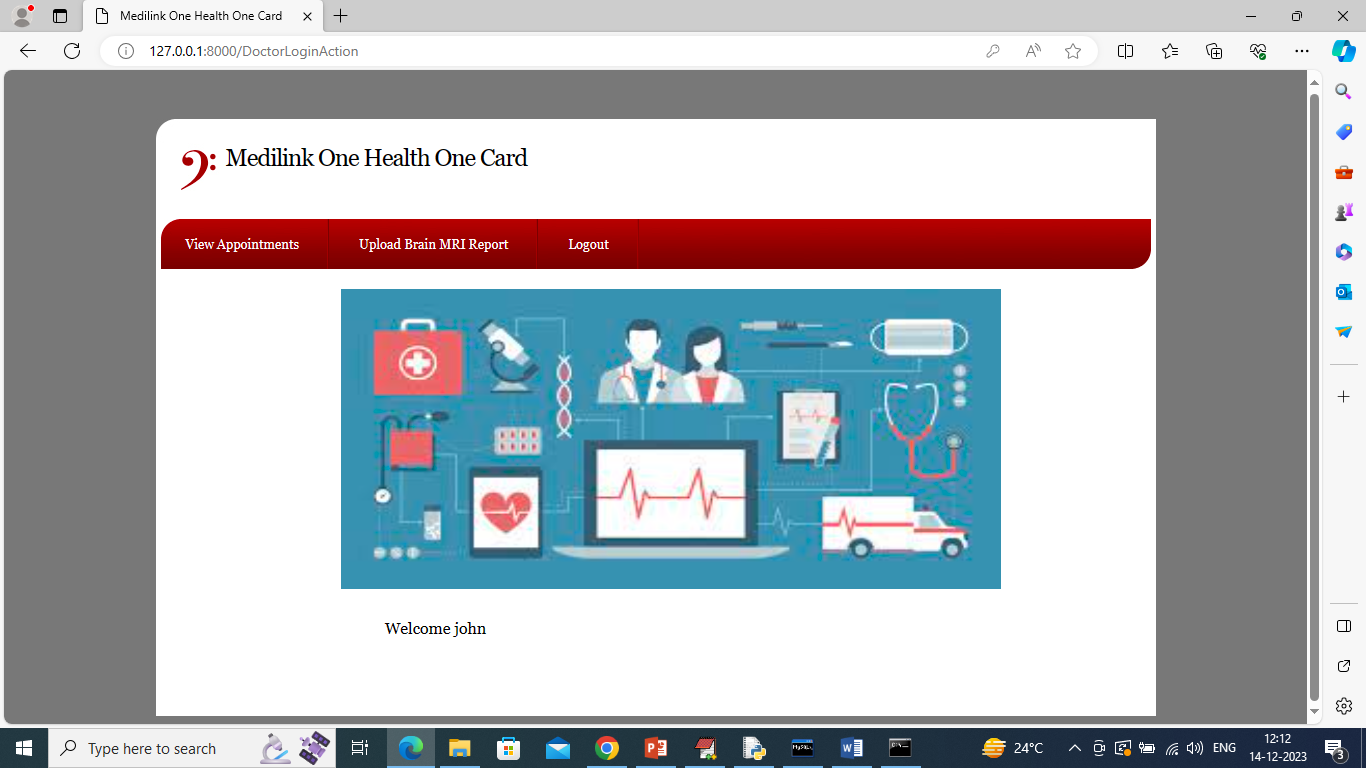 Medilink One Health One Card
127.0.0.1:8000/DoctorLoginAction
Medilink One Health One Card
View Appointments
Upload Brain MRI Report
Logout
Welcome john
Type here to search
24°C
ENG
12:12
14-12-2023
3